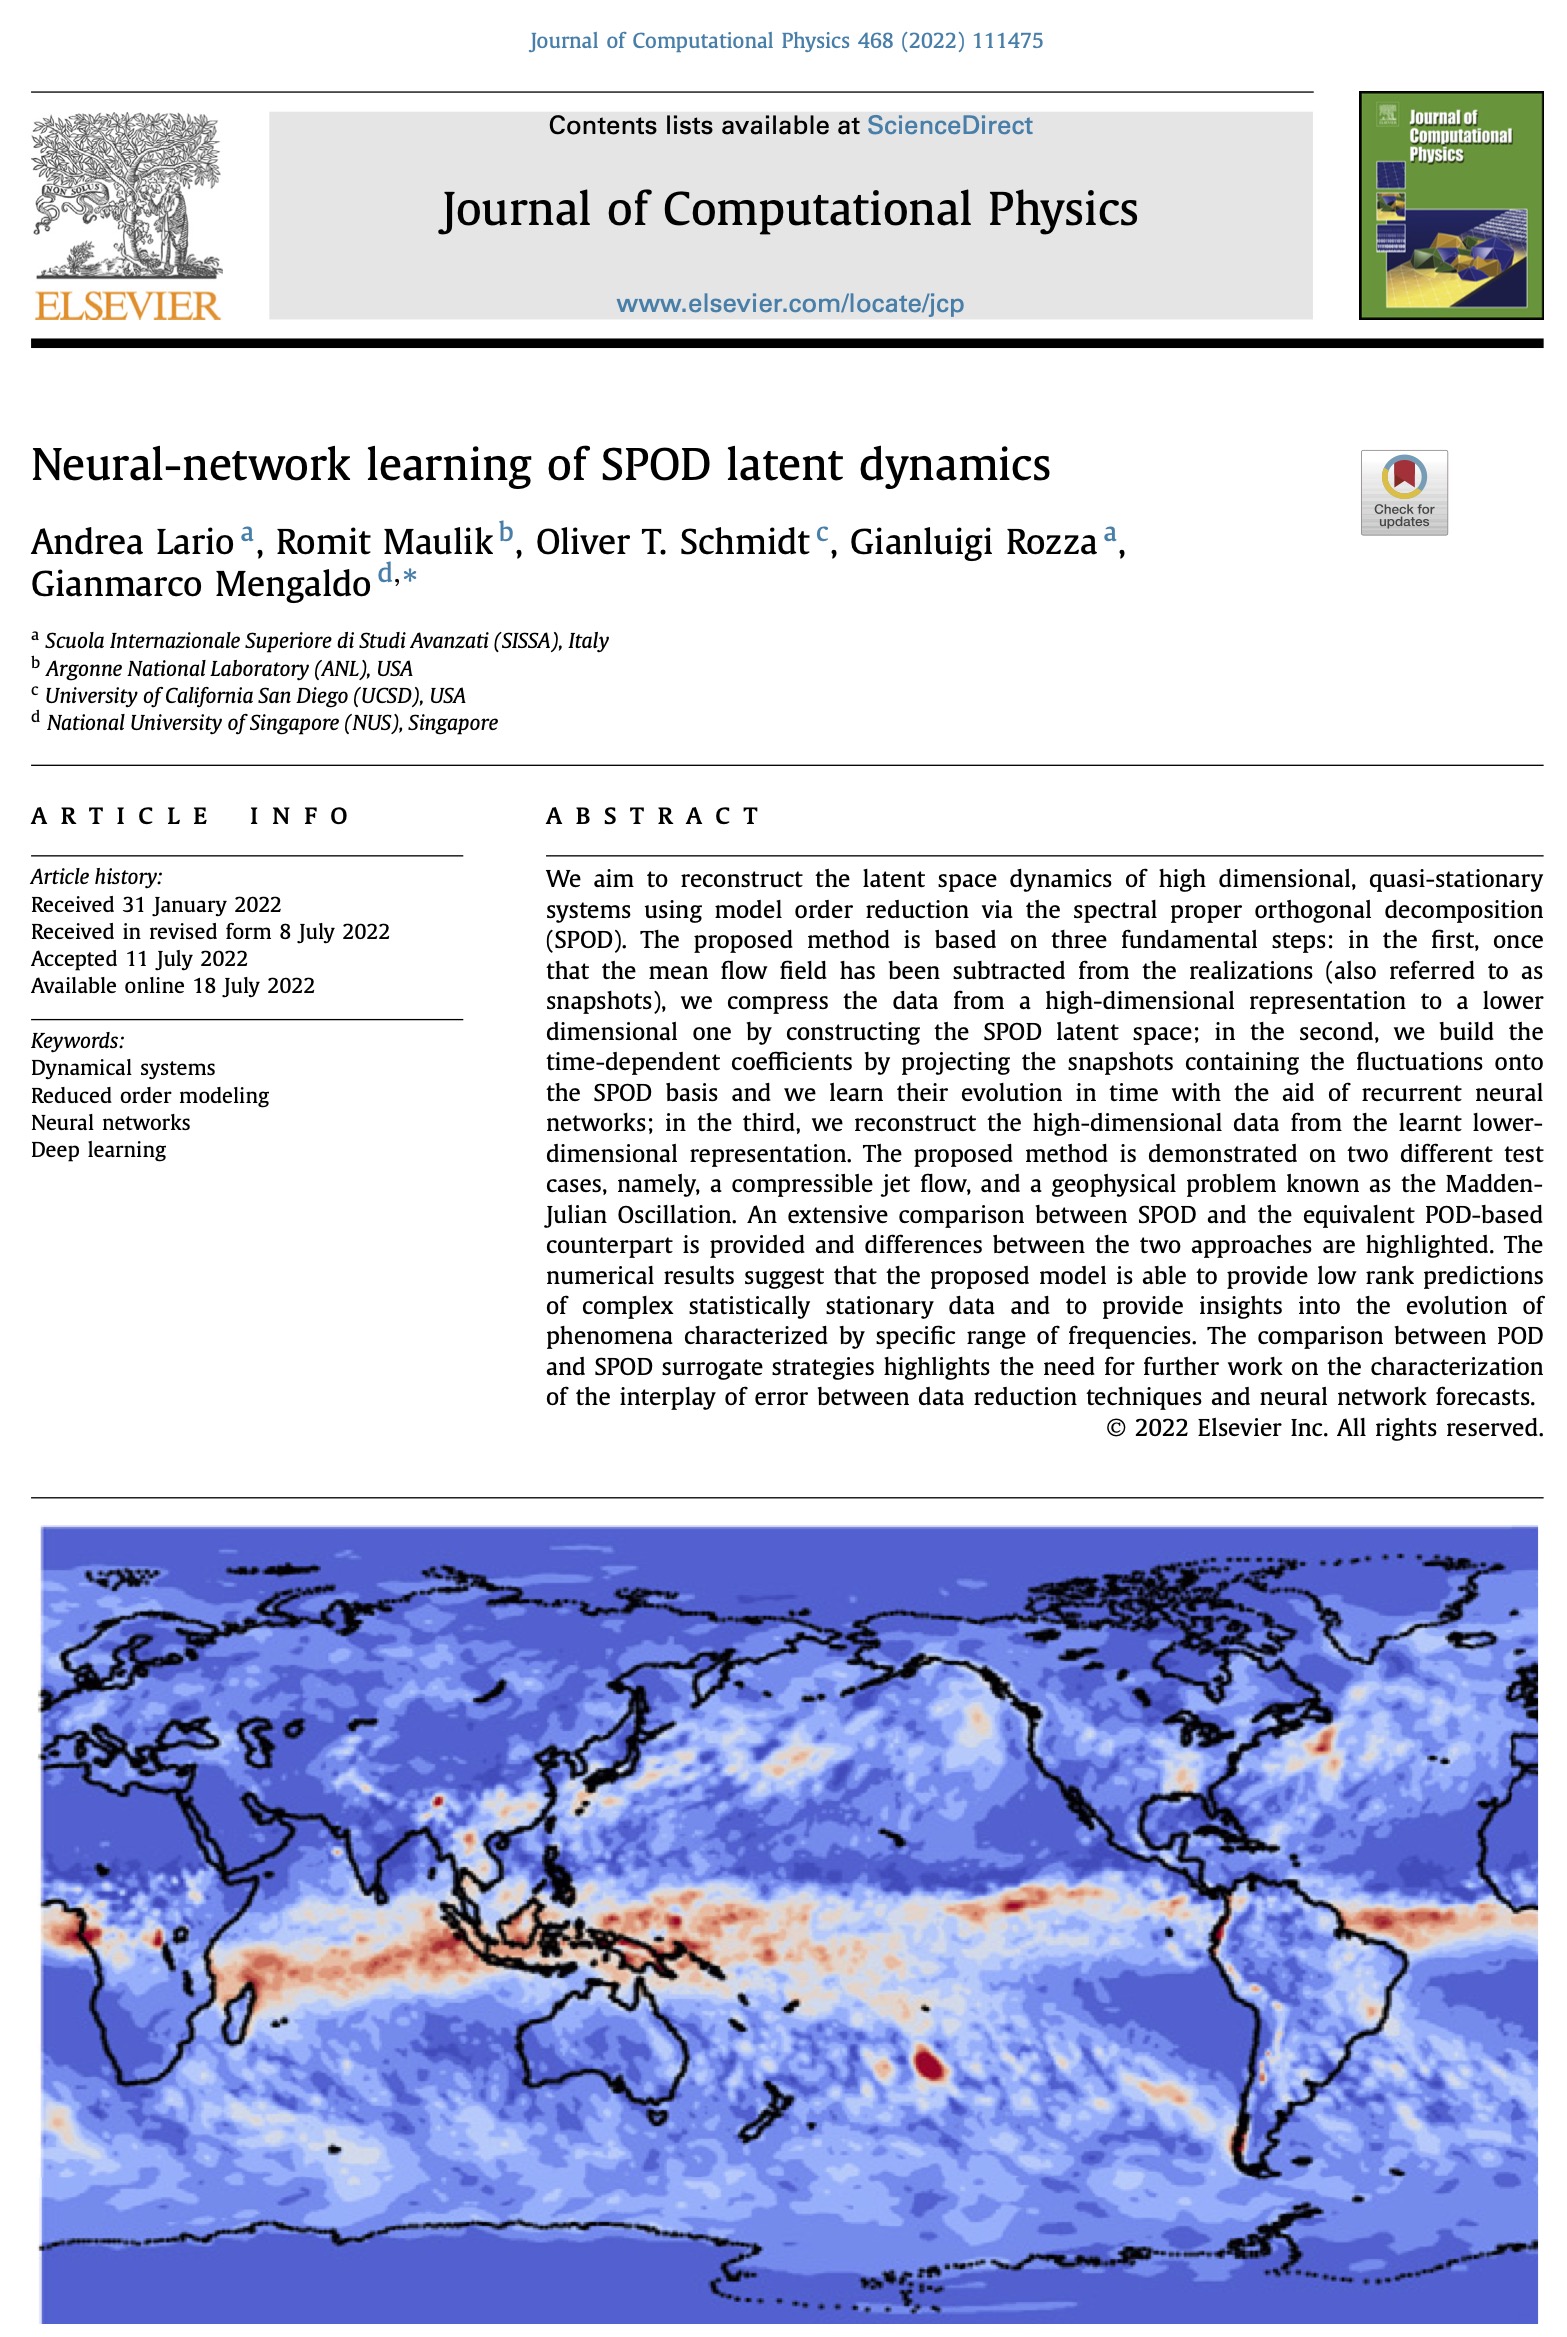 Journal of Computational Physics 468 (2022) 111475
Contents lists available at ScienceDirect
Journal of Computational Physics
www.elsevier.com/locate/jcp
NON SOLUS
ELSEVIER
Journal of
Computational
Physics
Neural-network learning of SPOD latent dynamics
Check for
updates
Andrea Lario a, Romit Maulik b, Oliver T. Schmidt c, Gianluigi Rozza a,
Gianmarco Mengaldo d,*
a Scuola Internazionale Superiore di Studi Avanzati (SISSA), Italy
b Argonne National Laboratory (ANL), USA
c University of California San Diego (UCSD), USA
d National University of Singapore (NUS), Singapore
ARTICLE INFO
Article history:
Received 31 January 2022
Received in revised form 8 July 2022
Accepted 11 July 2022
Available online 18 July 2022
Keywords:
Dynamical systems
Reduced order modeling
Neural networks
Deep learning
ABSTRACT
We aim to reconstruct the latent space dynamics of high dimensional, quasi-stationary
systems using model order reduction via the spectral proper orthogonal decomposition
(SPOD). The proposed method is based on three fundamental steps: in the first, once
that the mean flow field has been subtracted from the realizations (also referred to as
snapshots), we compress the data from a high-dimensional representation to a lower
dimensional one by constructing the SPOD latent space; in the second, we build the
time-dependent coefficients by projecting the snapshots containing the fluctuations onto
the SPOD basis and we learn their evolution in time with the aid of recurrent neural
networks; in the third, we reconstruct the high-dimensional data from the learnt lower-
dimensional representation. The proposed method is demonstrated on two different test
cases, namely, a compressible jet flow, and a geophysical problem known as the Madden-
Julian Oscillation. An extensive comparison between SPOD and the equivalent POD-based
counterpart is provided and differences between the two approaches are highlighted. The
numerical results suggest that the proposed model is able to provide low rank predictions
of complex statistically stationary data and to provide insights into the evolution of
phenomena characterized by specific range of frequencies. The comparison between POD
and SPOD surrogate strategies highlights the need for further work on the characterization
of the interplay of error between data reduction techniques and neural network forecasts.
© 2022 Elsevier Inc. All rights reserved.